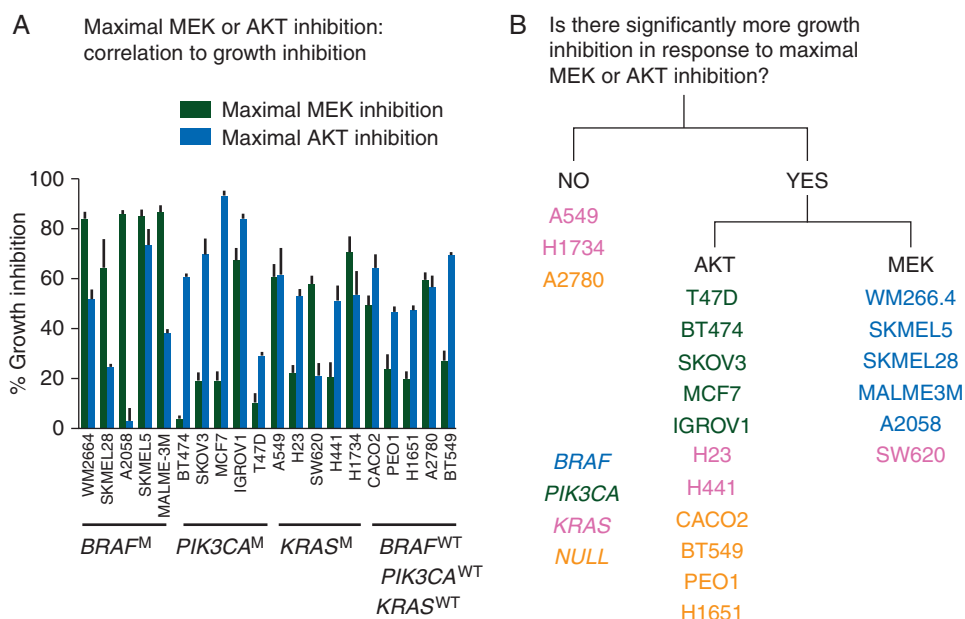 A
Maximal MEK or AKT inhibition:
correlation to growth inhibition
Maximal MEK inhibition
Maximal AKT inhibition
% Growth inhibition
100
80
60
40
20
0
WM2664
SKMEL28
A2058
SKMEL5
MALME-3M
BT474
SKOV3
MCF7
IGROV1
T47D
A549
H23
SW620
H441
H1734
CACO2
PEO1
H1651
A2780
BT549
BRAFᴹ
PIK3CAᴹ
KRASᴹ
BRAFᵂᵀ
PIK3CAᵂᵀ
KRASᵂᵀ
B
Is there significantly more growth
inhibition in response to maximal
MEK or AKT inhibition?
NO
A549
H1734
A2780
YES
AKT
T47D
BT474
SKOV3
MCF7
IGROV1
H23
H441
CACO2
BT549
PEO1
H1651
MEK
WM266.4
SKMEL5
SKMEL28
MALME3M
A2058
SW620
BRAF
PIK3CA
KRAS
NULL